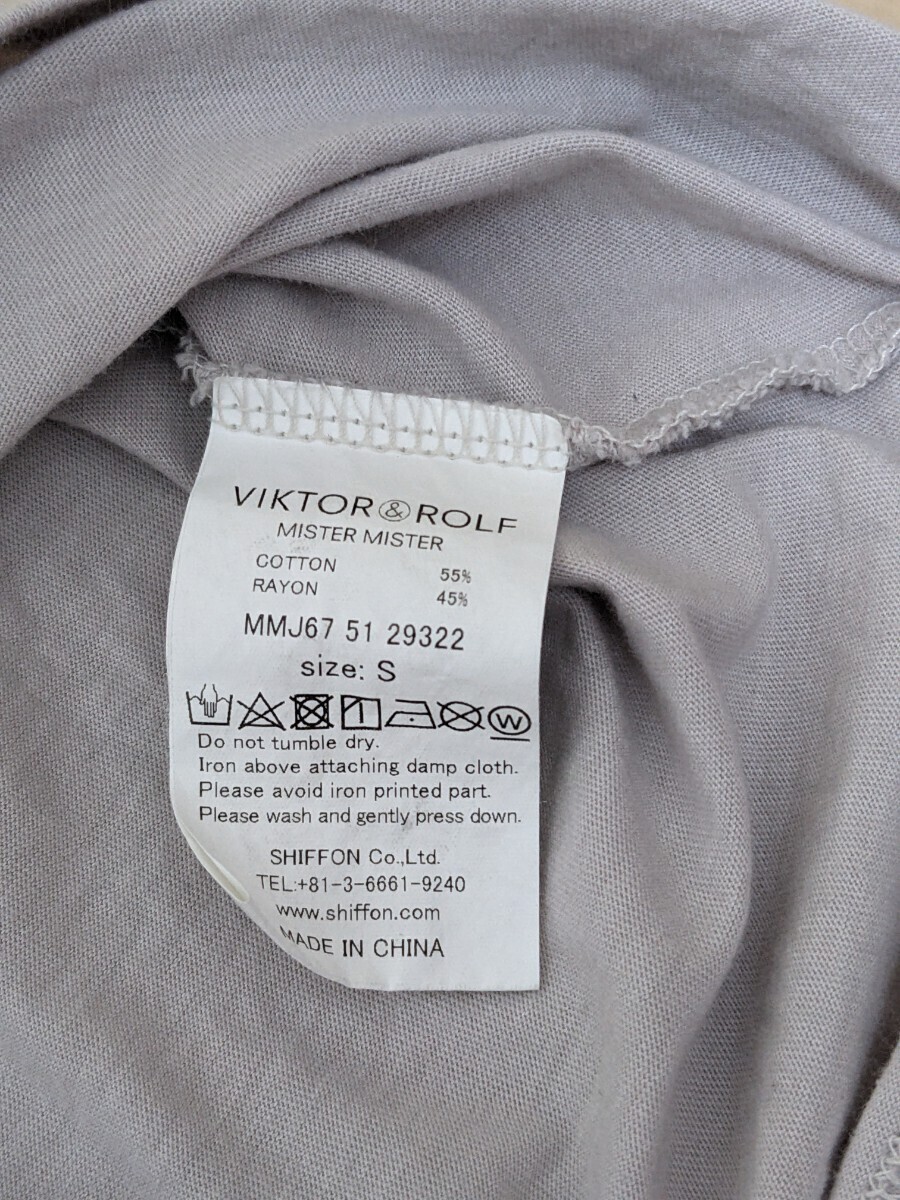 VIKTOR&ROLF
MISTER MISTER
COTTON 55%
RAYON 45%
MMJ67 51 29322
size: S
W
Do not tumble dry.
Iron above attaching damp cloth.
Please avoid iron printed part.
Please wash and gently press down.
SHIFFON Co.,Ltd.
TEL:+81-3-6661-9240
www.shiffon.com
MADE IN CHINA